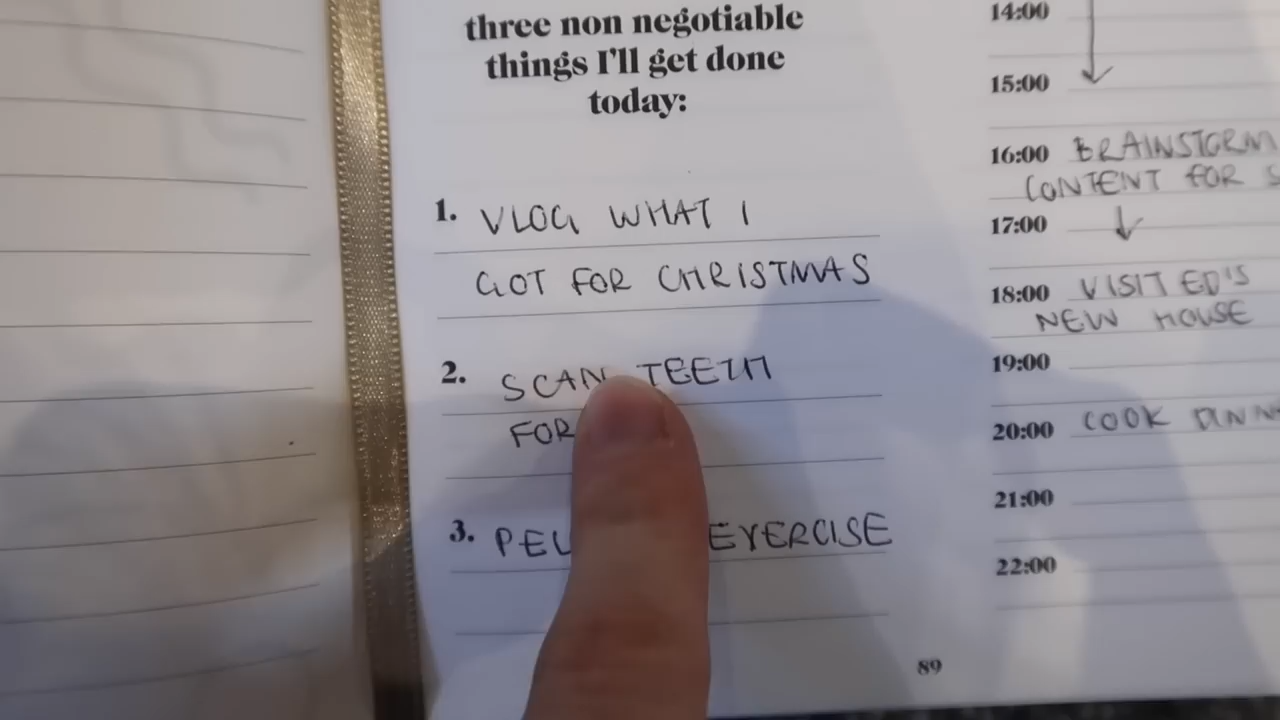 three non negotiable
things I'll get done
today:
1. VLOG WHAT I
GOT FOR CHRISTMAS
2. SCAN TEETH
FOR
3. EXERCISE
89
14:00
15:00
16:00 BRAINSTORM
CONTENT FOR
17:00
18:00 VISIT ED'S
NEW HOUSE
19:00
20:00 COOK
21:00
22:00